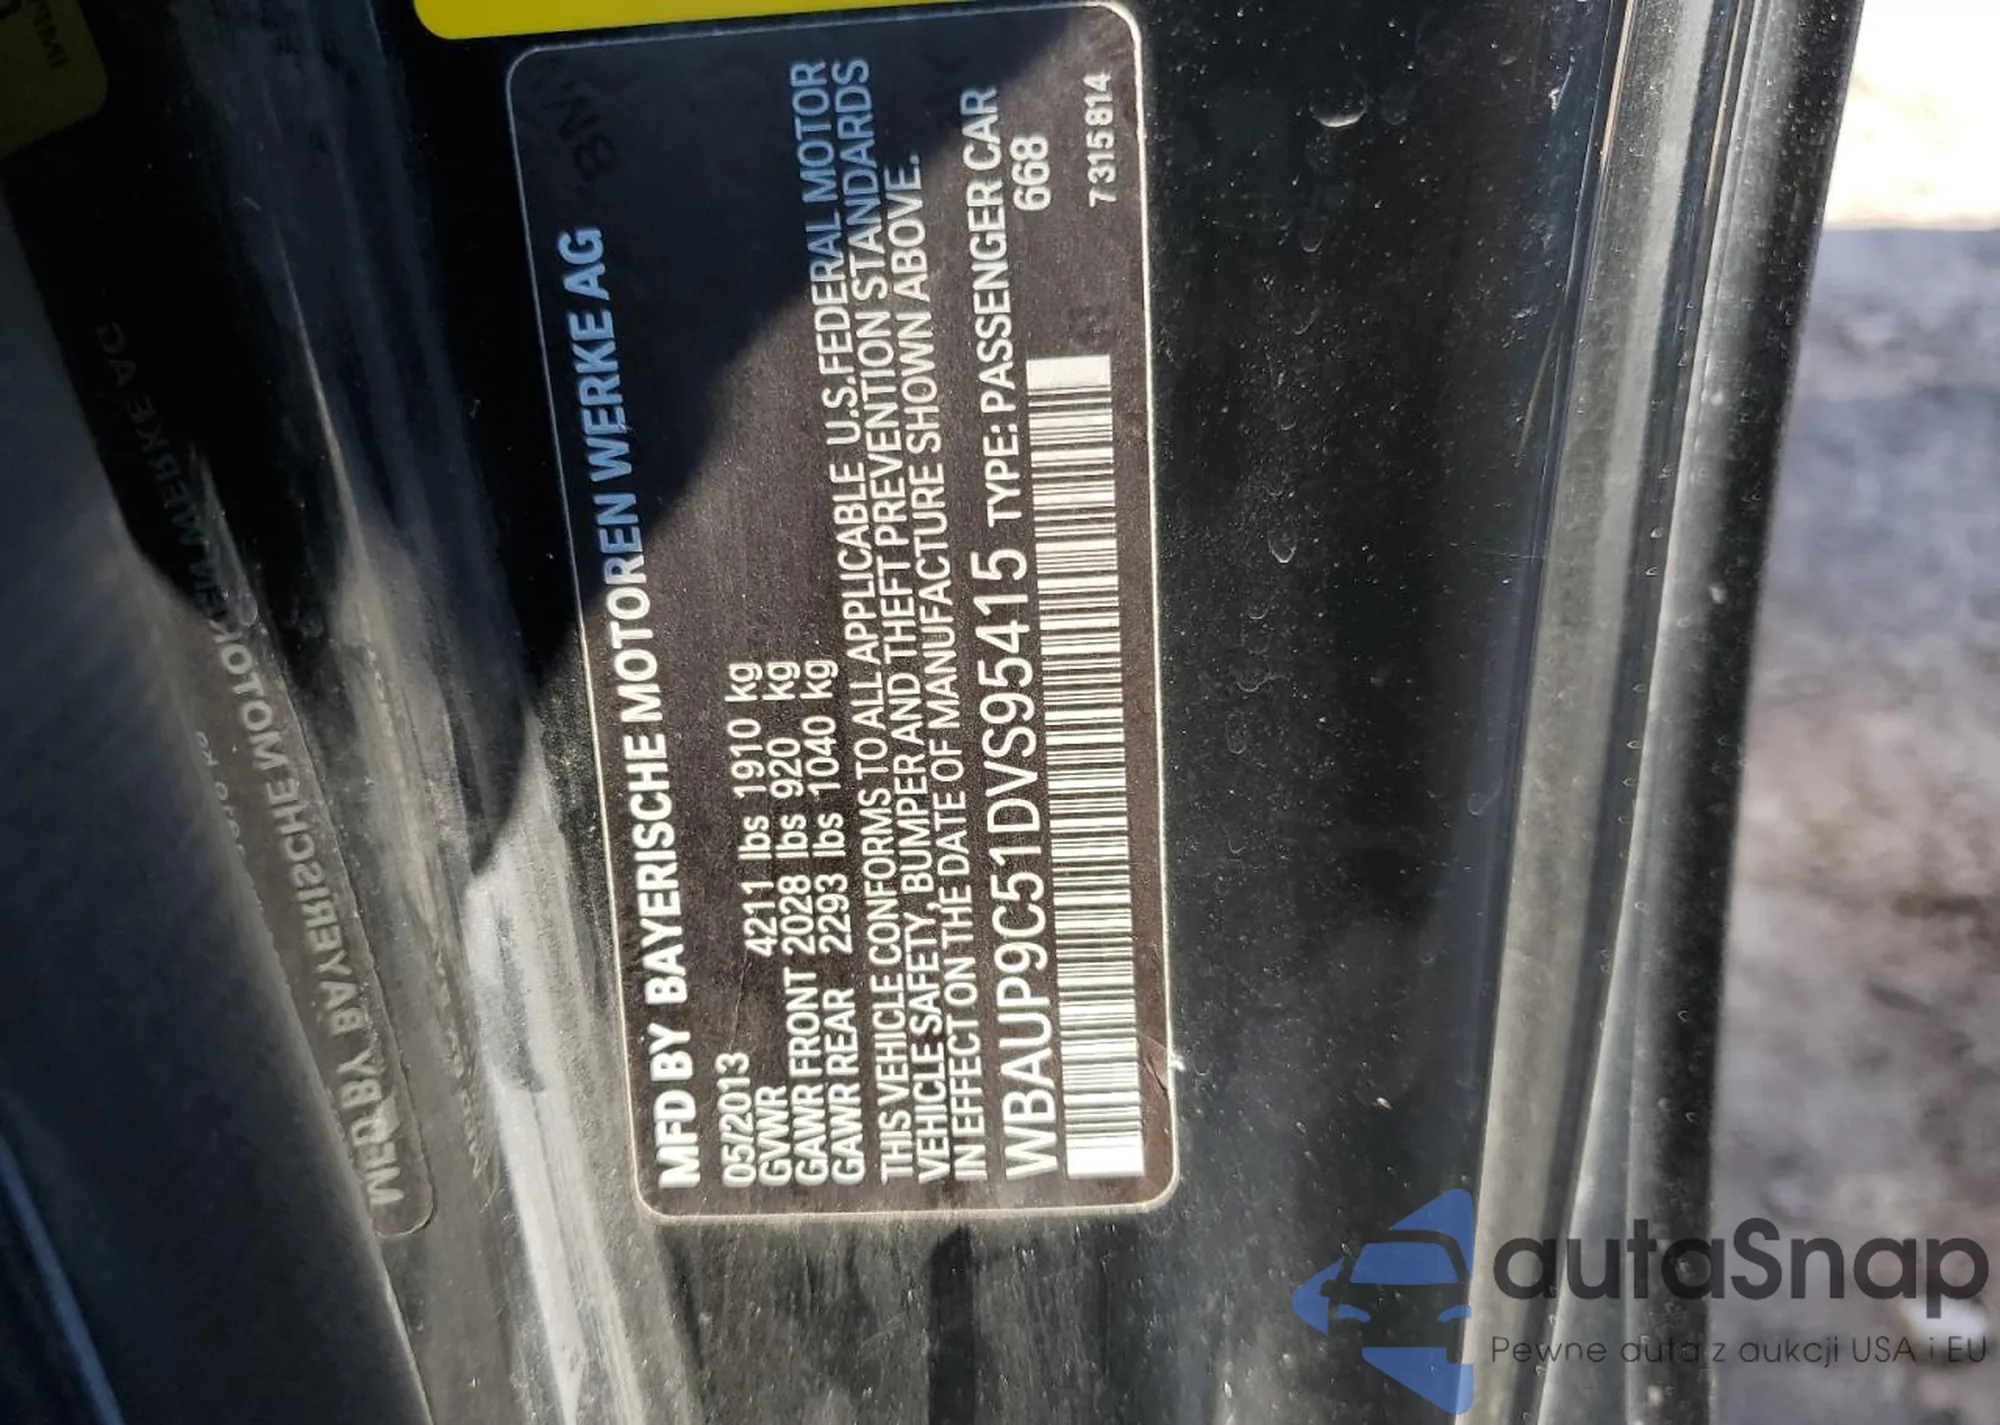 MFD BY BAYERISCHE MOTOREN WERKE AG
05/2013
GVWR 4211 lbs 1910 kg
GAWR FRONT 2028 lbs 920 kg
GAWR REAR 2293 lbs 1040 kg
THIS VEHICLE CONFORMS TO ALL APPLICABLE U.S.FEDERAL MOTOR
VEHICLE SAFETY, BUMPER AND THEFT PREVENTION STANDARDS
IN EFFECT ON THE DATE OF MANUFACTURE SHOWN ABOVE.
WBAUP9C51DVS95415 TYPE: PASSENGER CAR
668
7315814
autaSnap
Pewne auta z aukcji USA i EU